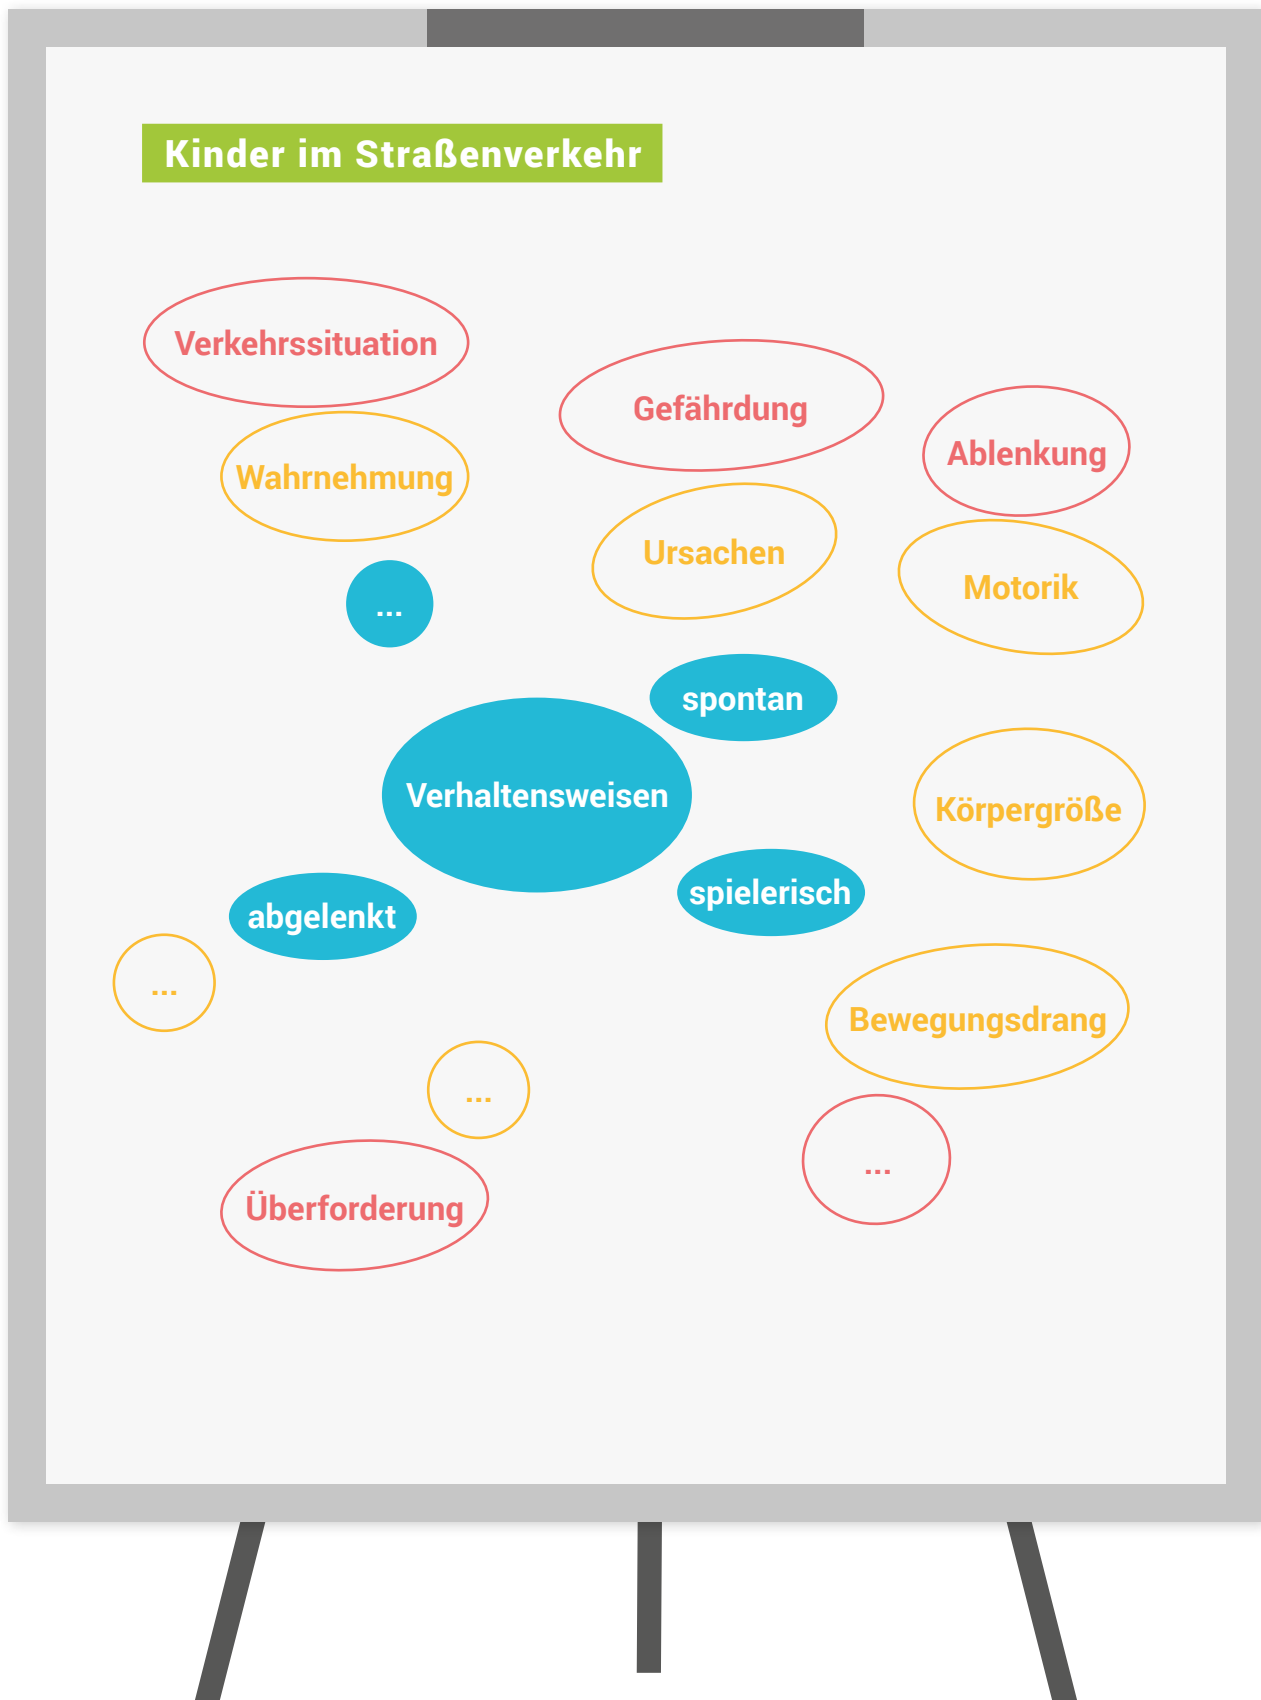 Kinder im Straßenverkehr
Verkehrssituation
Gefährdung
Ablenkung
Wahrnehmung
Ursachen
Motorik
...
spontan
Verhaltensweisen
Körpergröße
spielerisch
abgelenkt
...
Bewegungsdrang
...
...
Überforderung